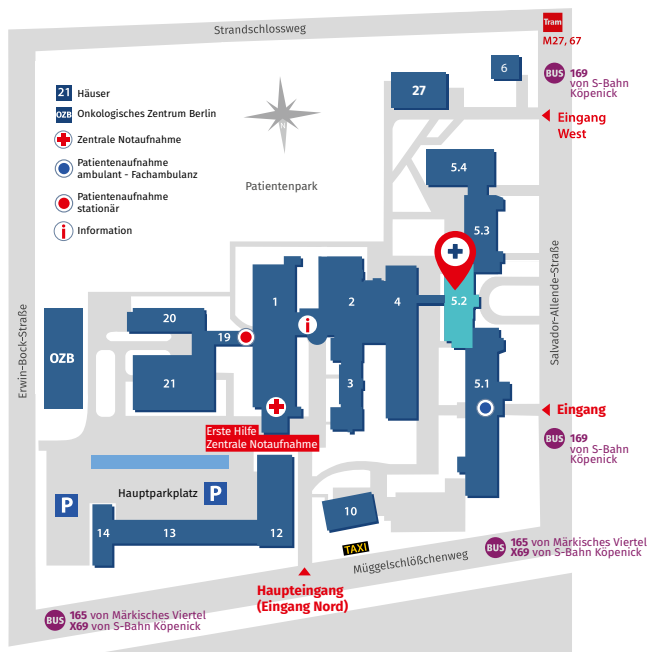 Strandschlossweg
Tram
M27, 67
BUS 169
von S-Bahn
Köpenick
6
27
21 Häuser
OZB Onkologisches Zentrum Berlin
Zentrale Notaufnahme
Patientenaufnahme
ambulant - Fachambulanz
Patientenaufnahme
stationär
i Information
N
Patientenpark
Eingang
West
5.4
5.3
5.2
5.1
Salvador-Allende-Straße
Erwin-Bock-Straße
1
2
4
i
20
19
21
OZB
3
Eingang
BUS 169
von S-Bahn
Köpenick
Erste Hilfe
Zentrale Notaufnahme
P
Hauptparkplatz P
14
13
12
10
TAXI
Müggelschlößchenweg
BUS 165 von Märkisches Viertel
X69 von S-Bahn Köpenick
Haupteingang
(Eingang Nord)
BUS 165 von Märkisches Viertel
X69 von S-Bahn Köpenick